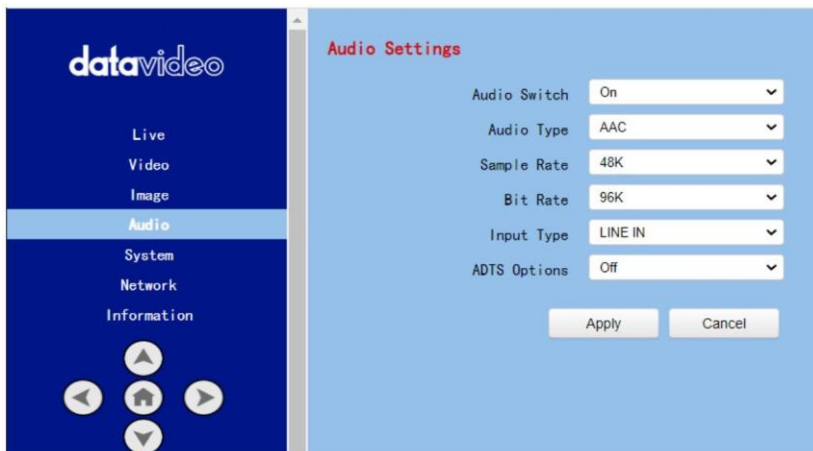 datavideo
Live
Video
Image
Audio
System
Network
Information
Audio Settings
Audio Switch On
Audio Type AAC
Sample Rate 48K
Bit Rate 96K
Input Type LINE IN
ADTS Options Off
Apply Cancel